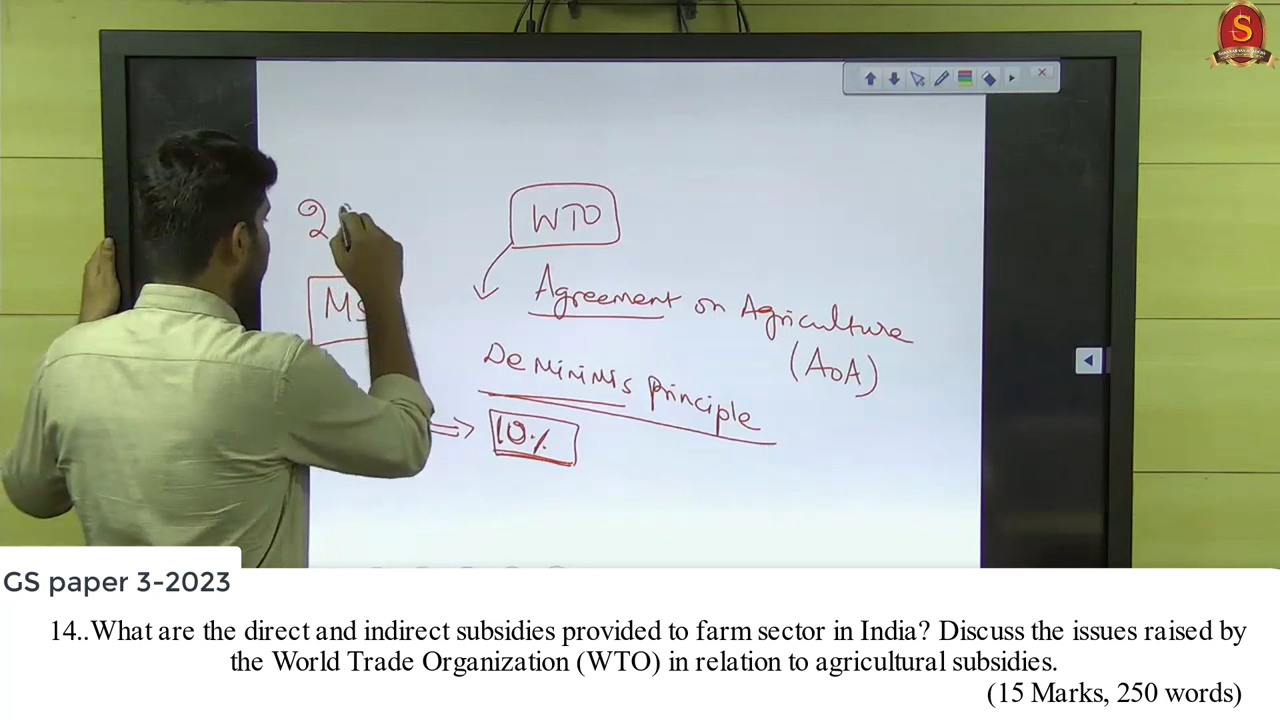 S
WTO
2
MS
Agreement on Agriculture
(AoA)
De Minimis Principle
⇒ 10%
GS paper 3-2023
14..What are the direct and indirect subsidies provided to farm sector in India? Discuss the issues raised by
the World Trade Organization (WTO) in relation to agricultural subsidies.
(15 Marks, 250 words)